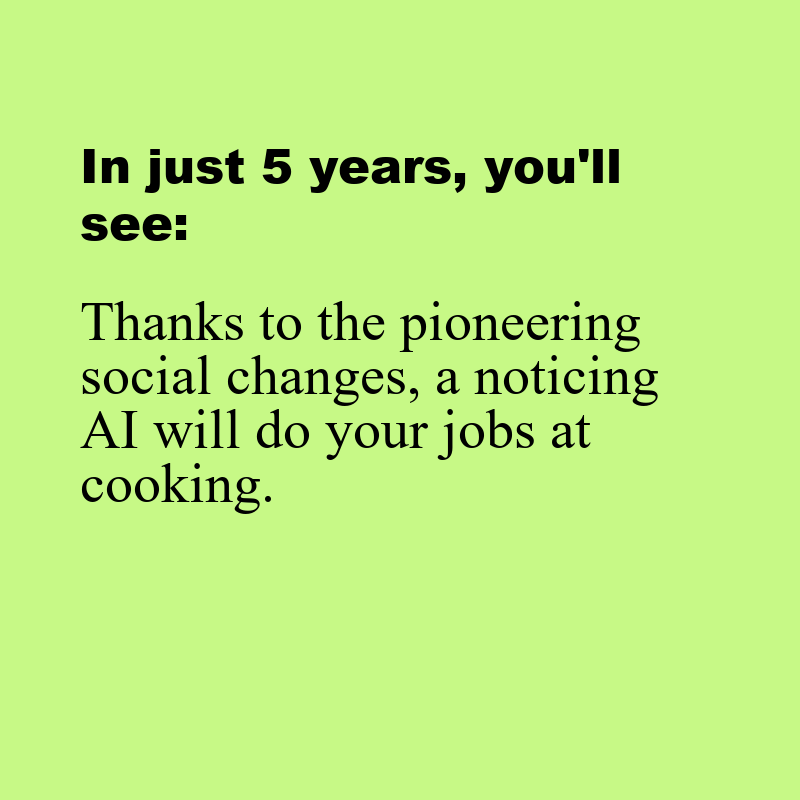 In just 5 years, you'll
see:
Thanks to the pioneering
social changes, a noticing
AI will do your jobs at
cooking.